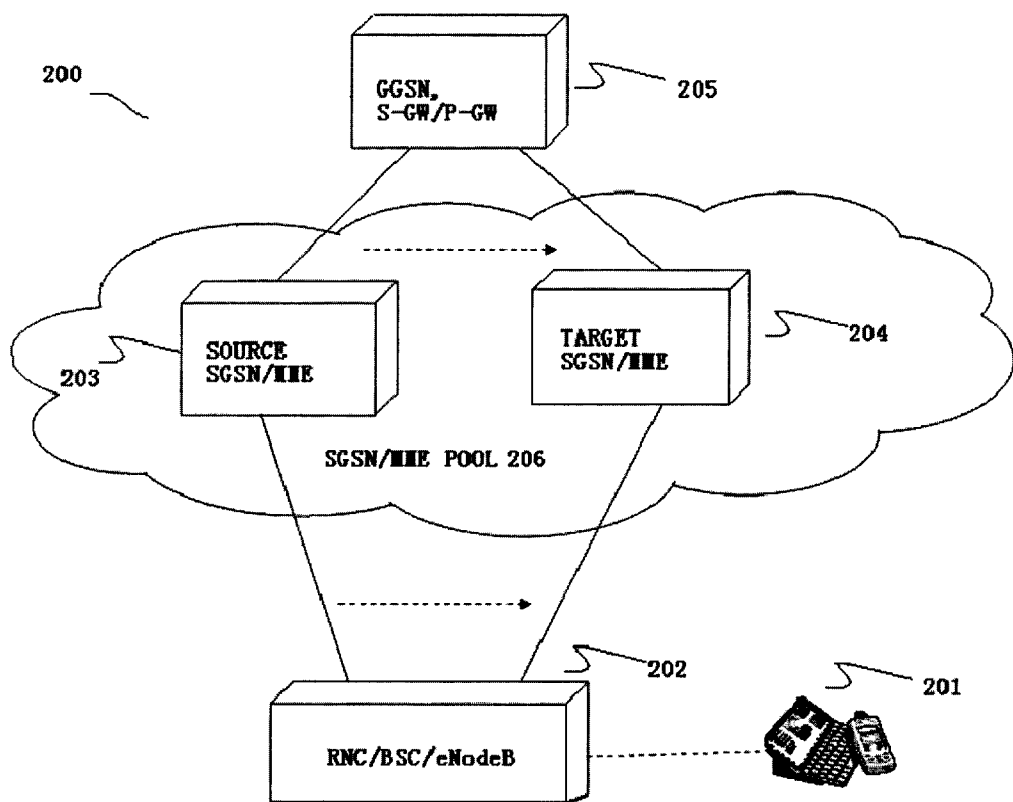 200
GGSN,
S-GW/P-GW
205
SOURCE
SGSN/MME
203
TARGET
SGSN/MME
204
SGSN/MME POOL 206
202
201
RNC/BSC/eNodeB